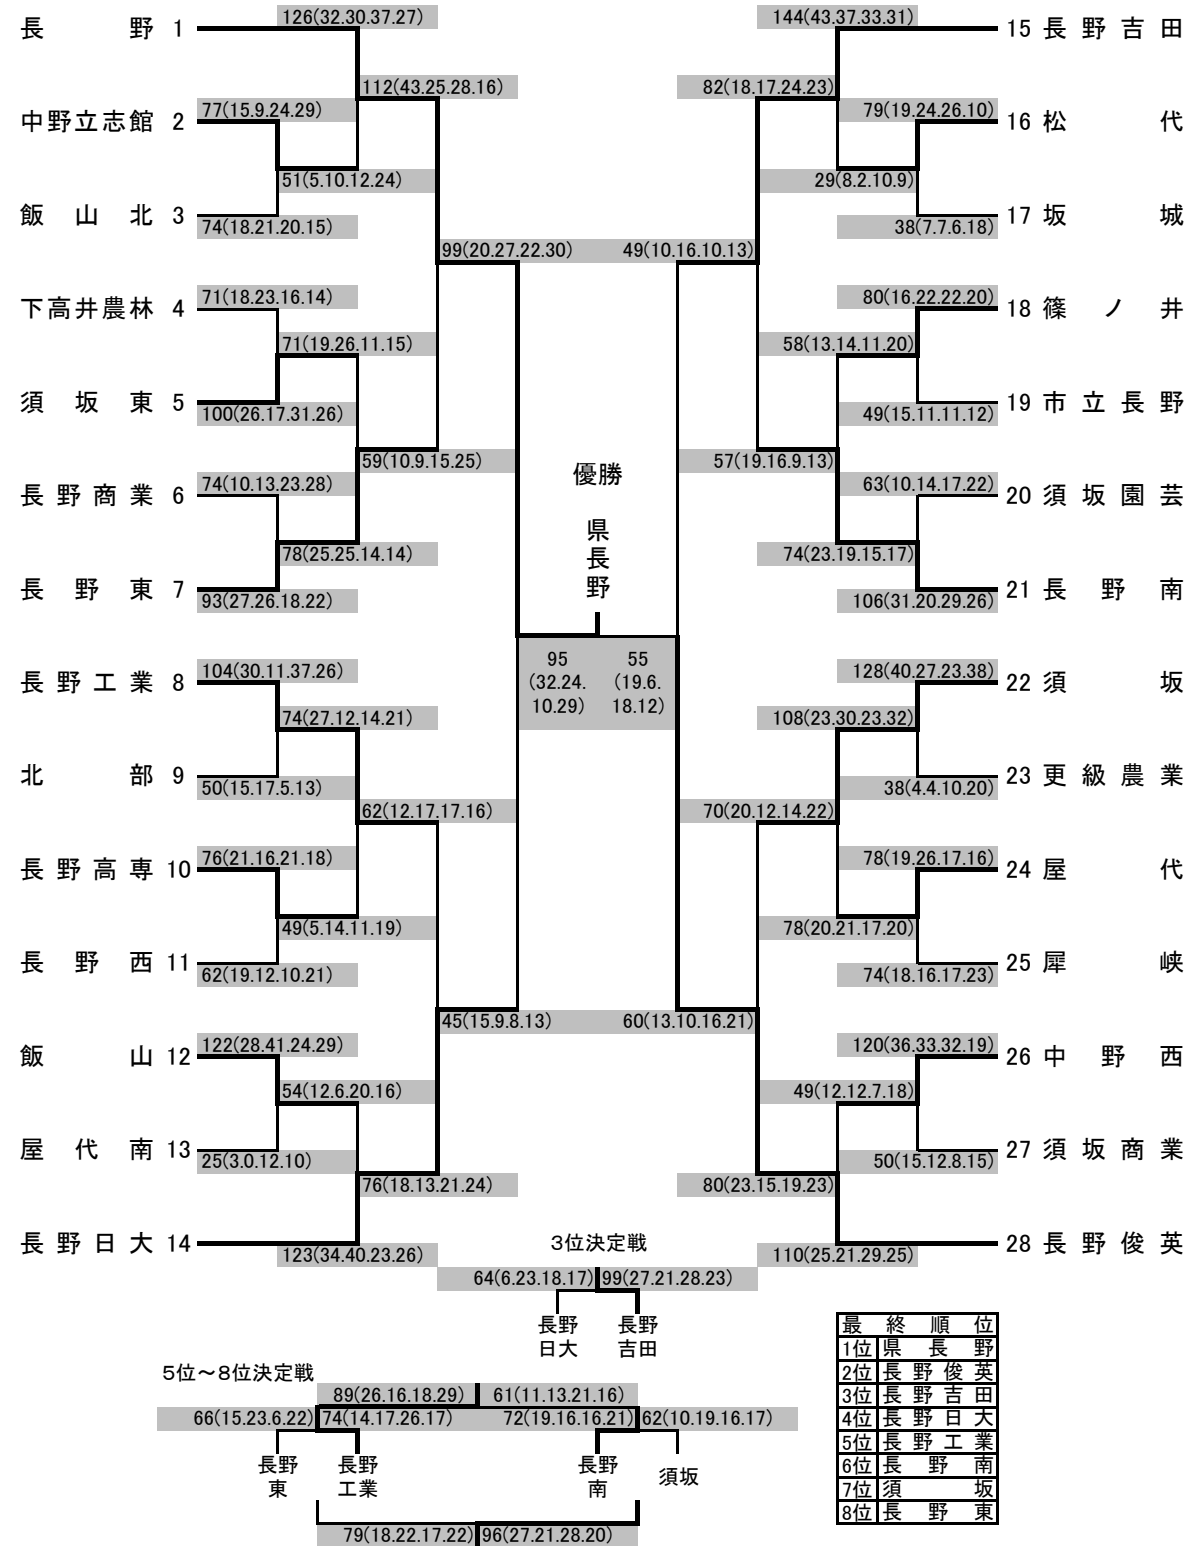 126(32.30.37.27)
144(43.37.33.31)
長野 1
15 長野吉田
112(43.25.28.16)
82(18.17.24.23)
77(15.9.24.29)
79(19.24.26.10)
中野立志館 2
16 松代
51(5.10.12.24)
29(8.2.10.9)
飯山北 3
17 坂城
74(18.21.20.15)
38(7.7.6.18)
99(20.27.22.30)
49(10.16.10.13)
71(18.23.16.14)
80(16.22.22.20)
下高井農林 4
18 篠ノ井
71(19.26.11.15)
58(13.14.11.20)
須坂東 5
19 市立長野
100(26.17.31.26)
49(15.11.11.12)
59(10.9.15.25)
57(19.16.9.13)
優勝
県長野
74(10.13.23.28)
63(10.14.17.22)
長野商業 6
20 須坂園芸
78(25.25.14.14)
74(23.19.15.17)
長野東 7
21 長野南
93(27.26.18.22)
106(31.20.29.26)
95
(32.24.
10.29)
55
(19.6.
18.12)
104(30.11.37.26)
128(40.27.23.38)
長野工業 8
22 須坂
74(27.12.14.21)
108(23.30.23.32)
北部 9
23 更級農業
50(15.17.5.13)
38(4.4.10.20)
62(12.17.17.16)
70(20.12.14.22)
76(21.16.21.18)
78(19.26.17.16)
長野高専 10
24 屋代
49(5.14.11.19)
78(20.21.17.20)
長野西 11
25 犀峡
62(19.12.10.21)
74(18.16.17.23)
45(15.9.8.13)
60(13.10.16.21)
122(28.41.24.29)
120(36.33.32.19)
飯山 12
26 中野西
54(12.6.20.16)
49(12.12.7.18)
屋代南 13
27 須坂商業
25(3.0.12.10)
50(15.12.8.15)
76(18.13.21.24)
80(23.15.19.23)
長野日大 14
28 長野俊英
123(34.40.23.26)
110(25.21.29.25)
3位決定戦
64(6.23.18.17)
99(27.21.28.23)
長野
日大
長野
吉田
5位～8位決定戦
89(26.16.18.29)
61(11.13.21.16)
66(15.23.6.22)
74(14.17.26.17)
72(19.16.16.21)
62(10.19.16.17)
長野
東
長野
工業
長野
南
須坂
79(18.22.17.22)
96(27.21.28.20)
最終順位
1位 県長野
2位 長野俊英
3位 長野吉田
4位 長野日大
5位 長野工業
6位 長野南
7位 須坂
8位 長野東